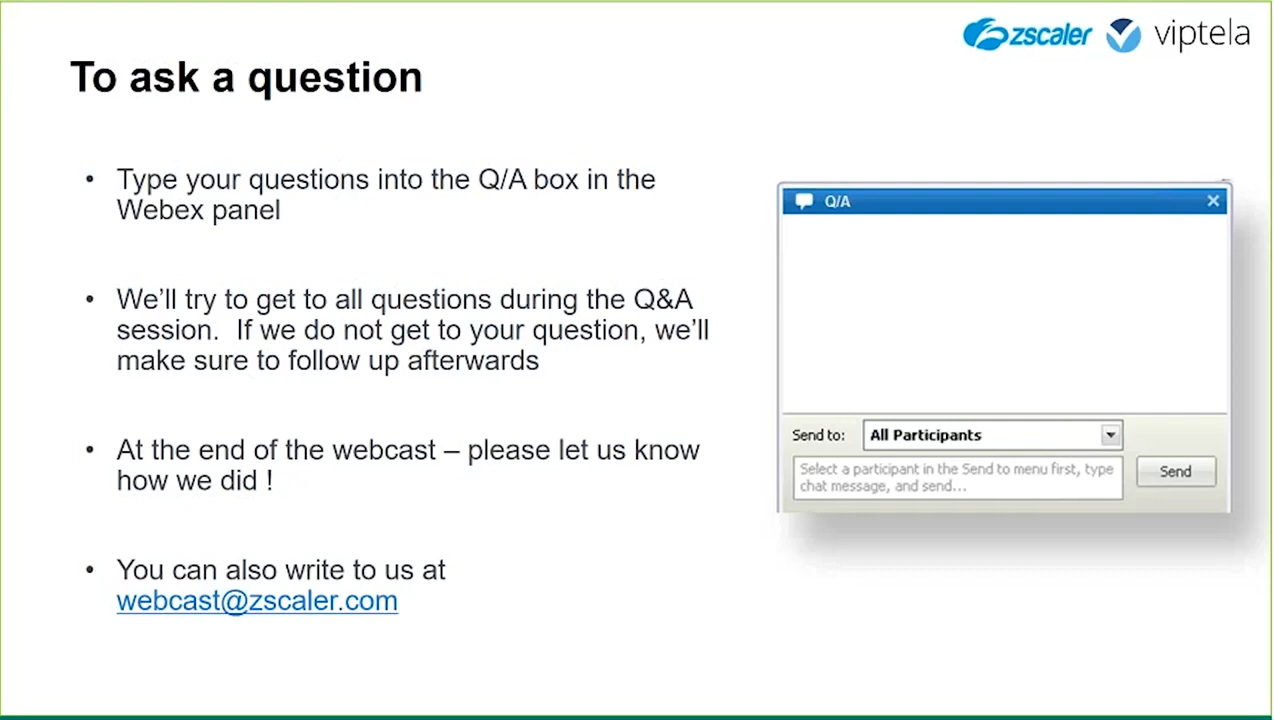 zscaler viptela
To ask a question
• Type your questions into the Q/A box in the
Webex panel
• We’ll try to get to all questions during the Q&A
session.  If we do not get to your question, we’ll
make sure to follow up afterwards
• At the end of the webcast – please let us know
how we did !
• You can also write to us at
webcast@zscaler.com
Q/A
Send to: All Participants
Select a participant in the Send to menu first, type
chat message, and send...
Send